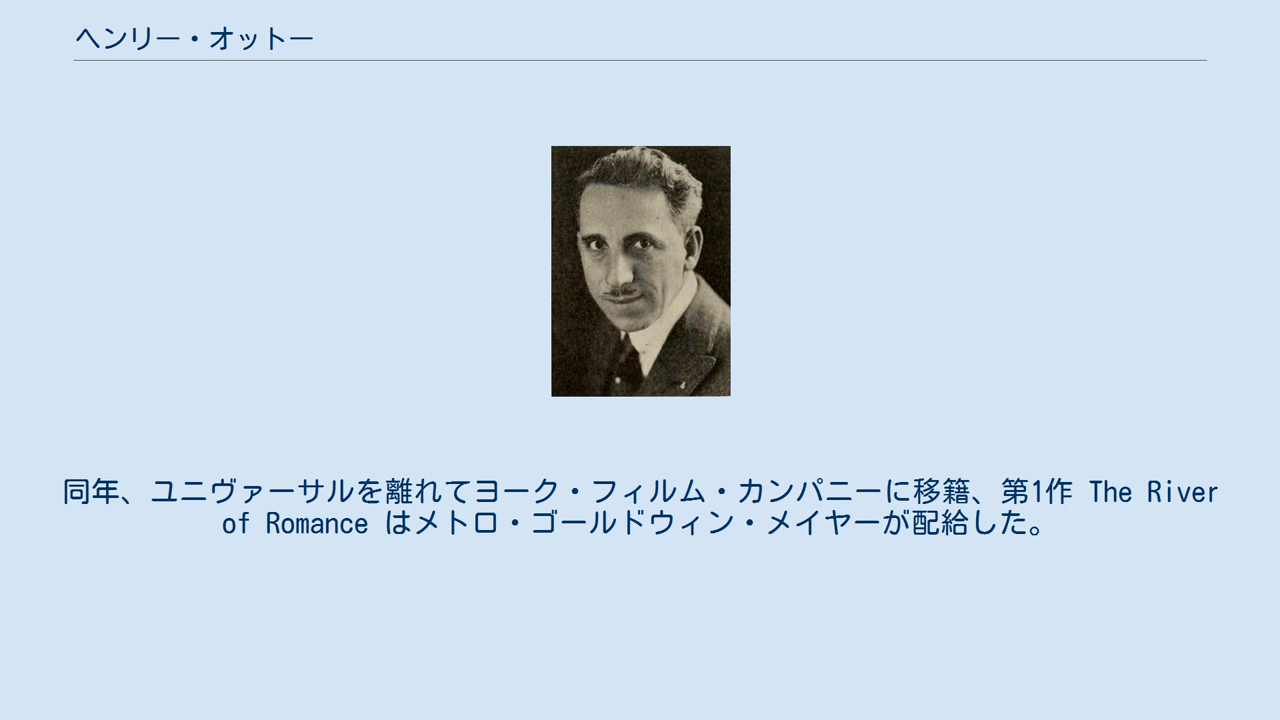 ヘンリー・オットー
同年、ユニヴァーサルを離れてヨーク・フィルム・カンパニーに移籍、第1作 The River
of Romance はメトロ・ゴールドウィン・メイヤーが配給した。